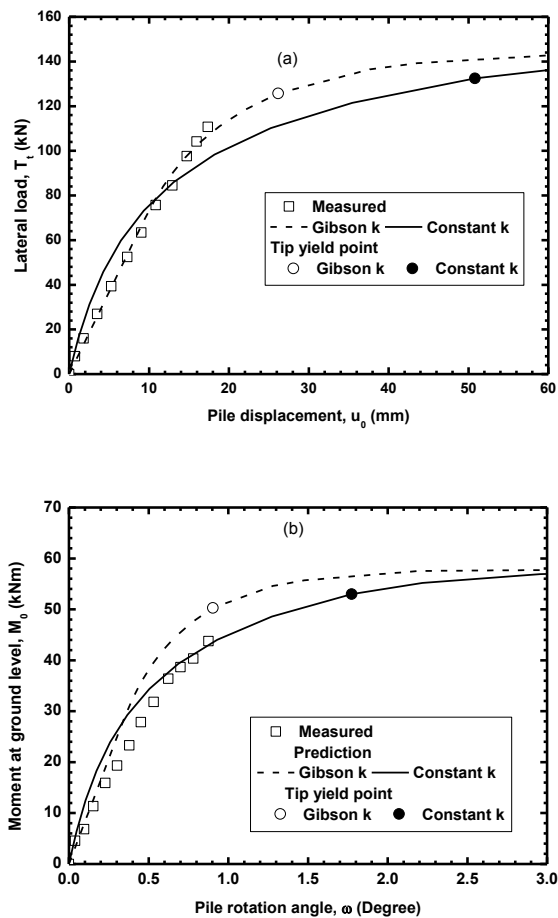 160
140
120
100
80
60
40
20
0
Lateral load, T_t (kN)
(a)
Measured
Gibson k Constant k
Tip yield point
Gibson k Constant k
0 10 20 30 40 50 60
Pile displacement, u_0 (mm)
70
60
50
40
30
20
10
0
Moment at ground level, M_0 (kNm)
(b)
Measured
Prediction
Gibson k Constant k
Tip yield point
Gibson k Constant k
0.0 0.5 1.0 1.5 2.0 2.5 3.0
Pile rotation angle, ω (Degree)